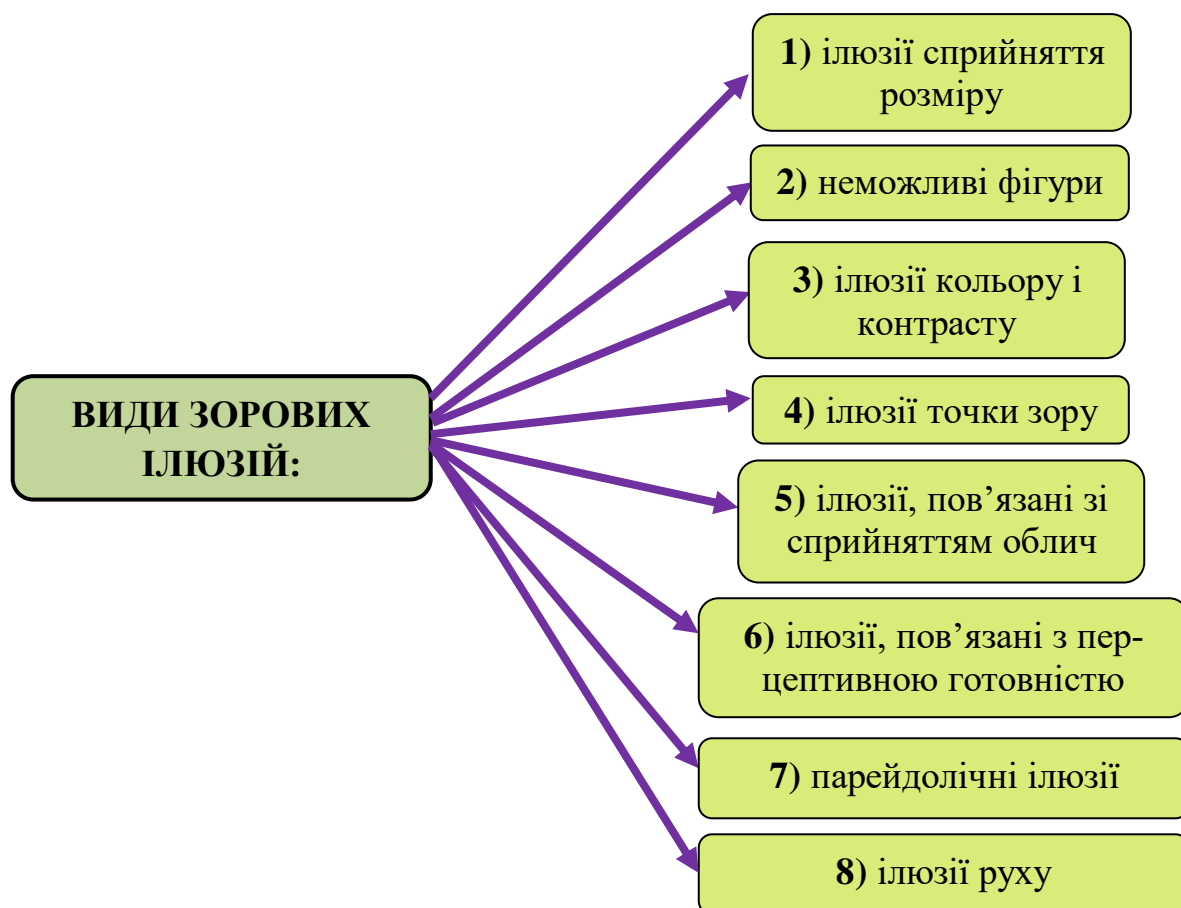 1) ілюзії сприйняття
розміру
2) неможливі фігури
3) ілюзії кольору і
контрасту
ВИДИ ЗОРОВИХ
ІЛЮЗІЙ:
4) ілюзії точки зору
5) ілюзії, пов’язані зі
сприйняттям облич
6) ілюзії, пов’язані з пер-
цептивною готовністю
7) парейдолічні ілюзії
8) ілюзії руху